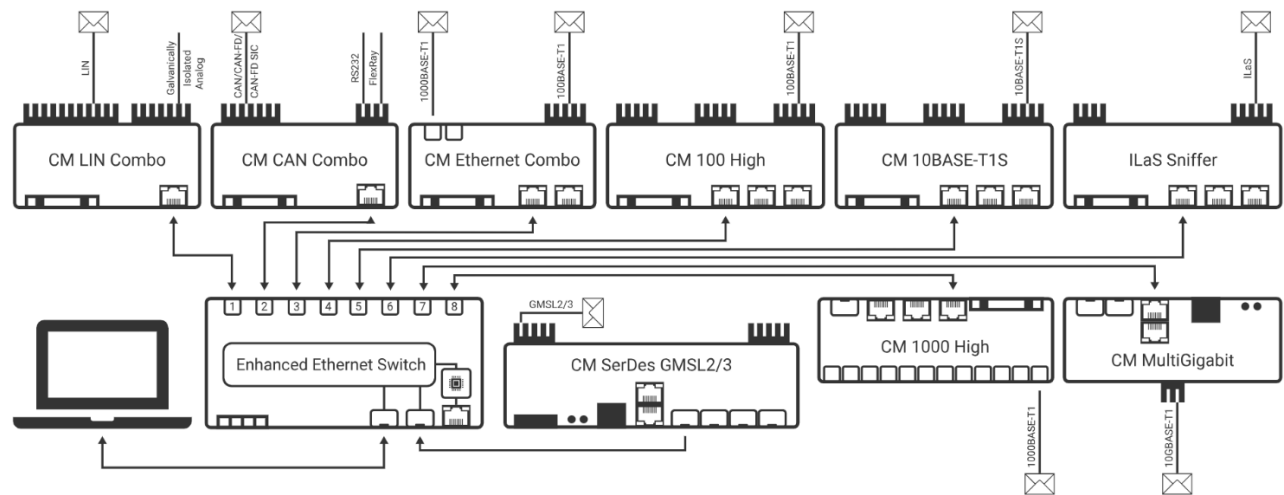 LIN
Galvanically
Isolated
Analog
CAN/CAN-FD/
CAN-FD SIC
RS232
FlexRay
1000BASE-T1
100BASE-T1
100BASE-T1
10BASE-T1S
ILaS
CM LIN Combo
CM CAN Combo
CM Ethernet Combo
CM 100 High
CM 10BASE-T1S
ILaS Sniffer
1 2 3 4 5 6 7 8
Enhanced Ethernet Switch
GMSL2/3
CM SerDes GMSL2/3
CM 1000 High
CM MultiGigabit
1000BASE-T1
10GBASE-T1